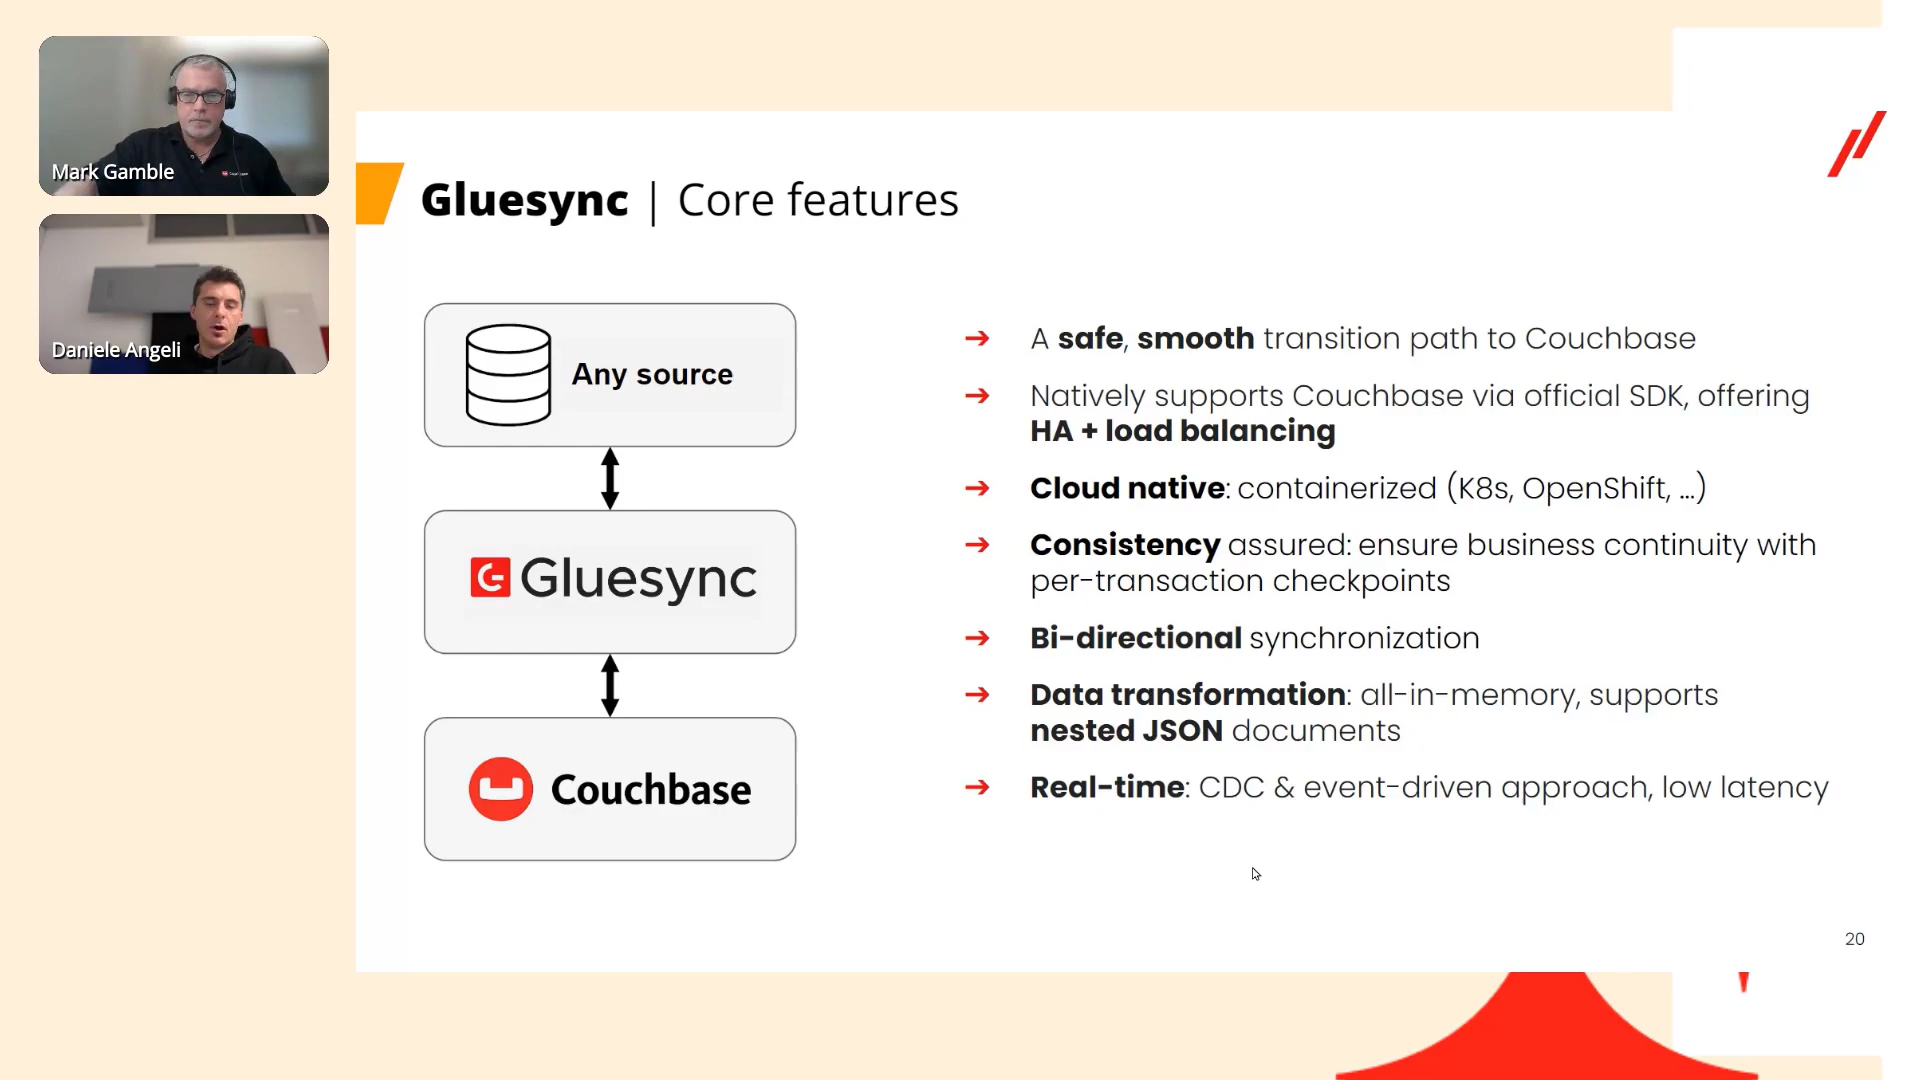 Mark Gamble
Daniele Angeli
Gluesync | Core features
Any source
Gluesync
Couchbase
➔ A safe, smooth transition path to Couchbase
➔ Natively supports Couchbase via official SDK, offering
HA + load balancing
➔ Cloud native: containerized (K8s, OpenShift, ...)
➔ Consistency assured: ensure business continuity with
per-transaction checkpoints
➔ Bi-directional synchronization
➔ Data transformation: all-in-memory, supports
nested JSON documents
➔ Real-time: CDC & event-driven approach, low latency
20